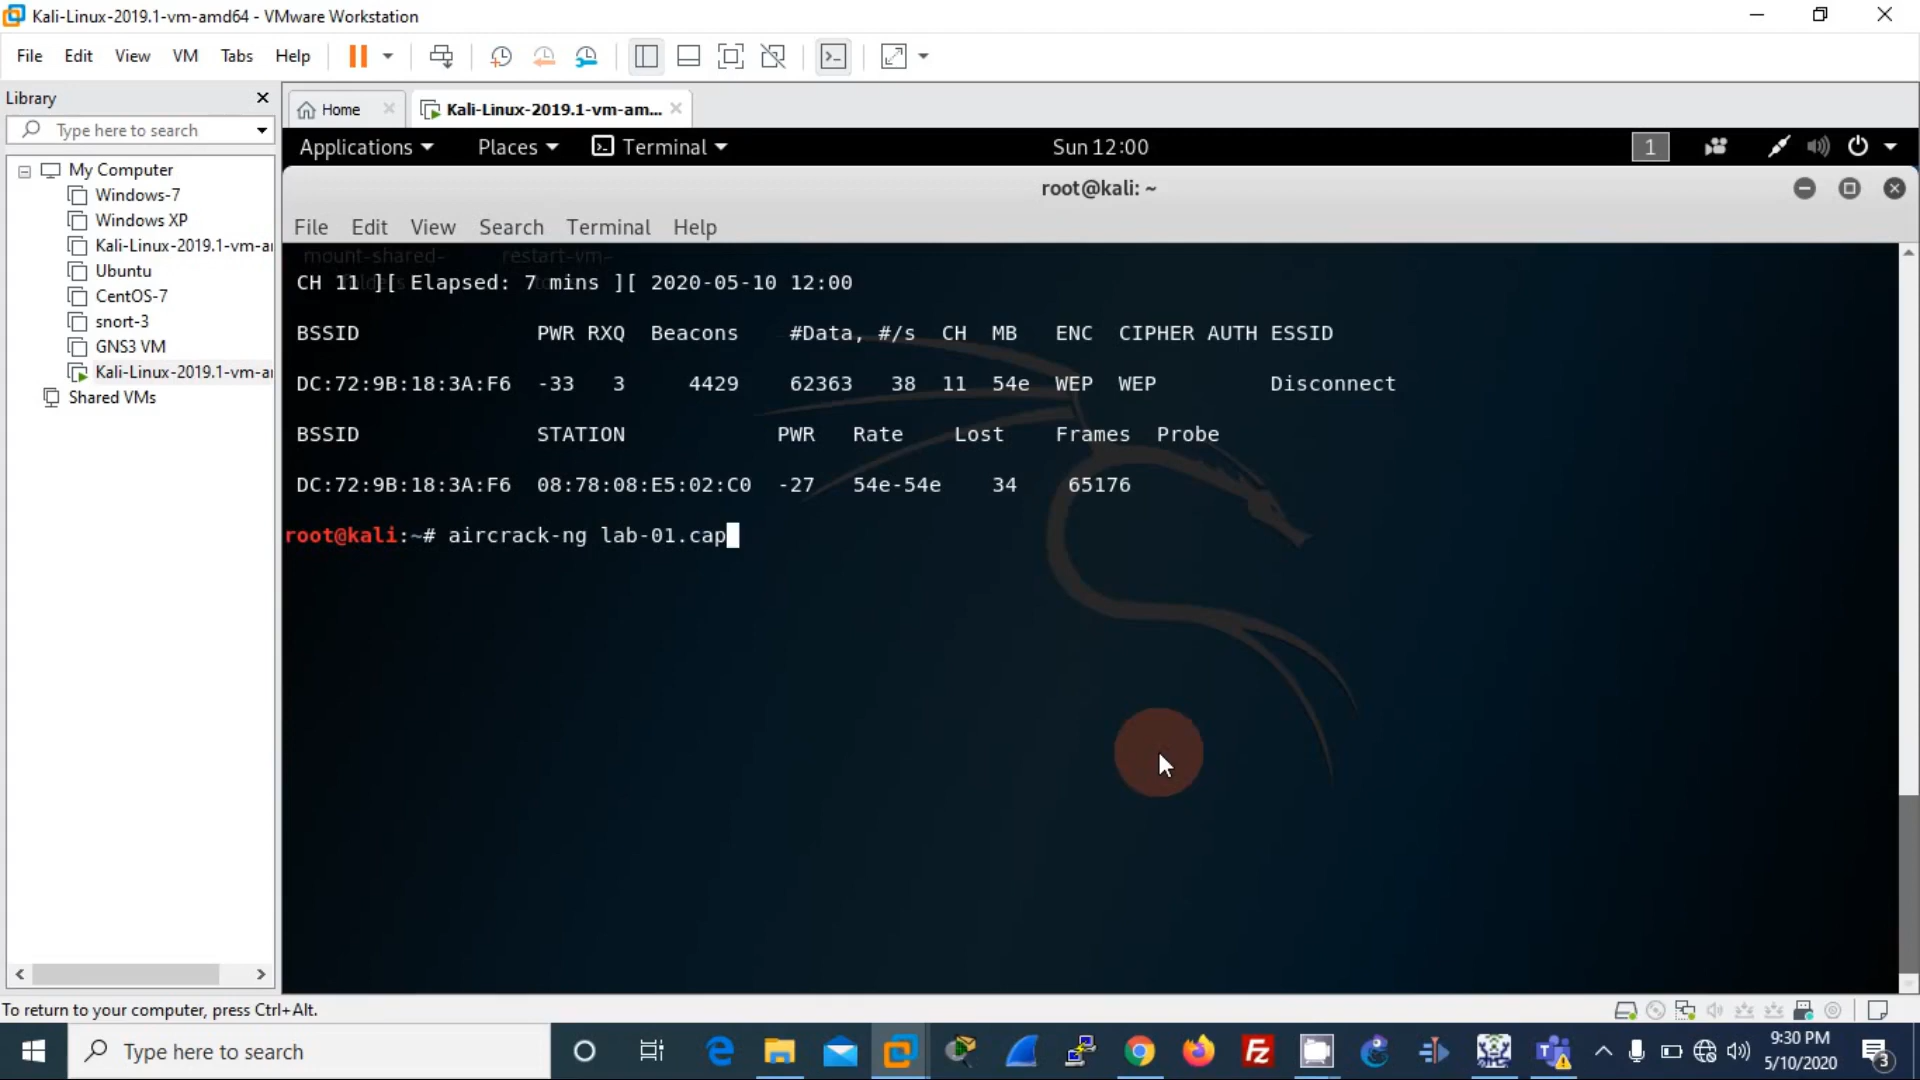 Kali-Linux-2019.1-vm-amd64 - VMware Workstation
File Edit View VM Tabs Help
Library
Home Kali-Linux-2019.1-vm-am...
Type here to search
Applications Places Terminal Sun 12:00 1
My Computer
Windows-7
Windows XP
Kali-Linux-2019.1-vm-a
Ubuntu
CentOS-7
snort-3
GNS3 VM
Kali-Linux-2019.1-vm-a
Shared VMs
root@kali: ~
File Edit View Search Terminal Help
mount-shared- restart-vm-
CH 11 ][ Elapsed: 7 mins ][ 2020-05-10 12:00
BSSID PWR RXQ Beacons #Data, #/s CH MB ENC CIPHER AUTH ESSID
DC:72:9B:18:3A:F6 -33 3 4429 62363 38 11 54e WEP WEP Disconnect
BSSID STATION PWR Rate Lost Frames Probe
DC:72:9B:18:3A:F6 08:78:08:E5:02:C0 -27 54e-54e 34 65176
root@kali:~# aircrack-ng lab-01.cap
To return to your computer, press Ctrl+Alt.
Type here to search
9:30 PM
5/10/2020
3